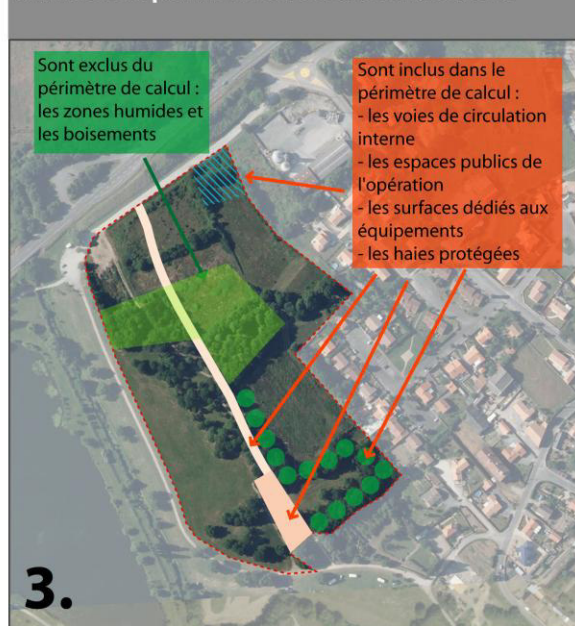 Sont exclus du
périmètre de calcul :
les zones humides et
les boisements
Sont inclus dans le
périmètre de calcul :
- les voies de circulation
interne
- les espaces publics de
l'opération
- les surfaces dédiés aux
équipements
- les haies protégées
3.